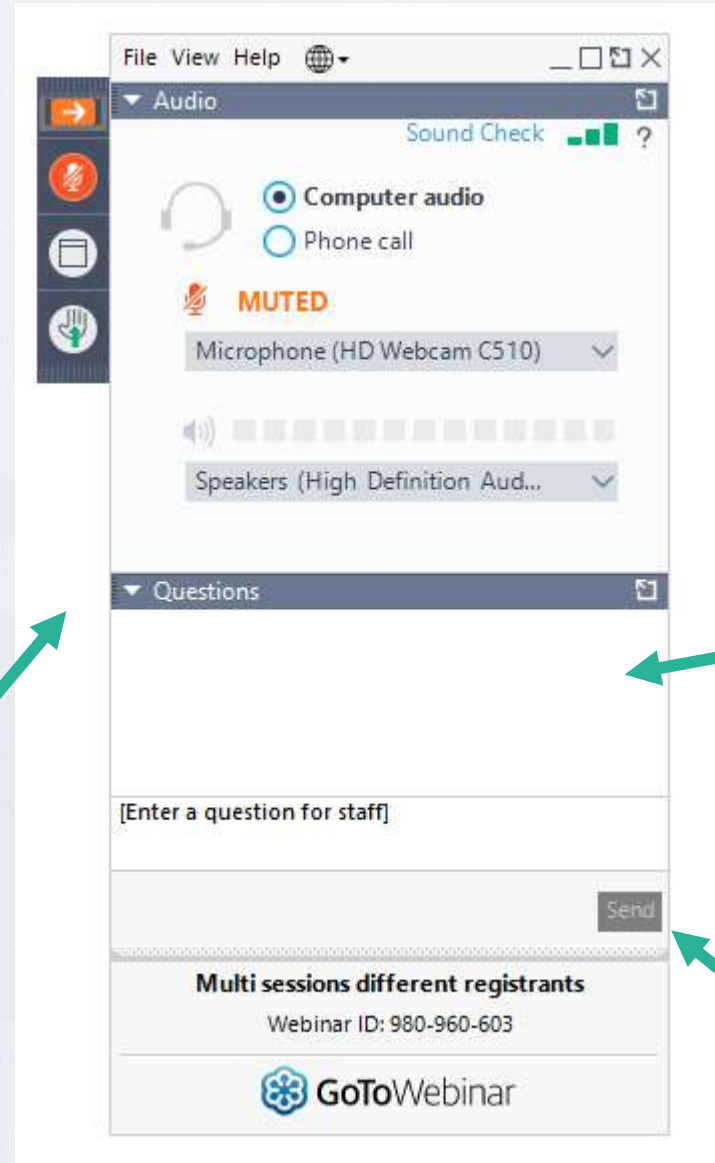 File View Help
Audio
Sound Check ?
Computer audio
Phone call
MUTED
Microphone (HD Webcam C510)
Speakers (High Definition Aud...
Questions
[Enter a question for staff]
Send
Multi sessions different registrants
Webinar ID: 980-960-603
GoToWebinar